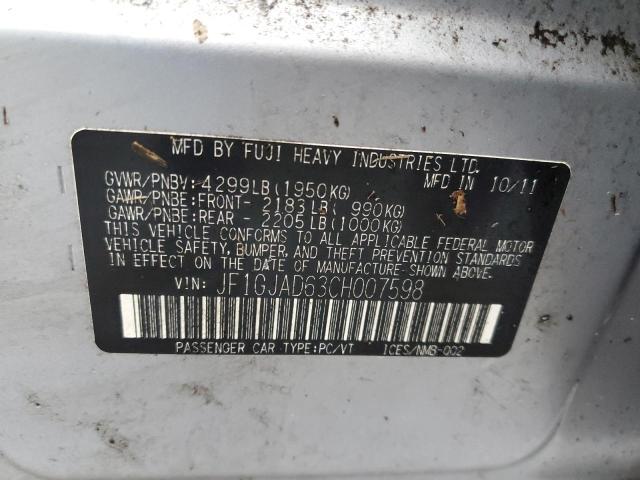 MFD BY FUJI HEAVY INDUSTRIES LTD.
GVWR/PNBV: 4299LB (1950KG) MFD IN 10/11
GAWR/PNBE: FRONT- 2183LB( 990KG)
GAWR/PNBE: REAR - 2205LB(1000KG)
THIS VEHICLE CONFORMS TO ALL APPLICABLE FEDERAL MOTOR
VEHICLE SAFETY, BUMPER, AND THEFT PREVENTION STANDARDS
IN EFFECT ON THE DATE OF MANUFACTURE SHOWN ABOVE.
VIN: JF1GJAD63CH007598
PASSENGER CAR TYPE:PC/VT ICES/NMB-002